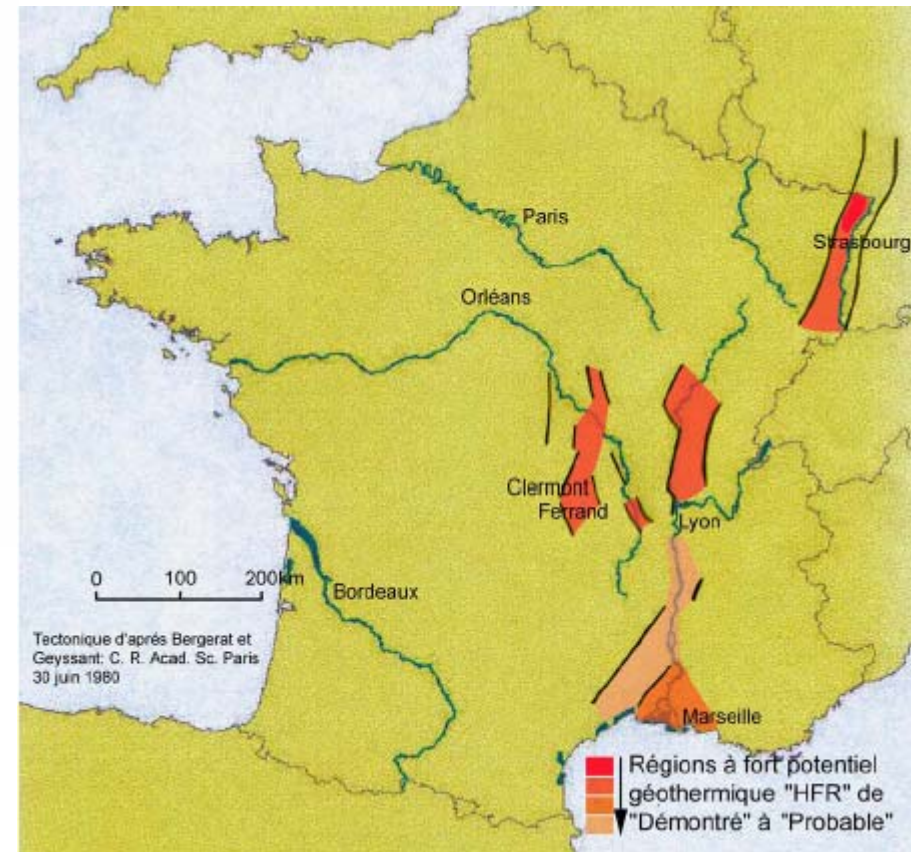 Paris
Strasbourg
Orléans
Clermont
Ferrand
Lyon
0 100 200km
Bordeaux
Tectonique d'aprés Bergerat et
Geyssant: C. R. Acad. Sc. Paris
30 juin 1980
Marseille
Régions à fort potentiel
géothermique "HFR" de
"Démontré" à "Probable"